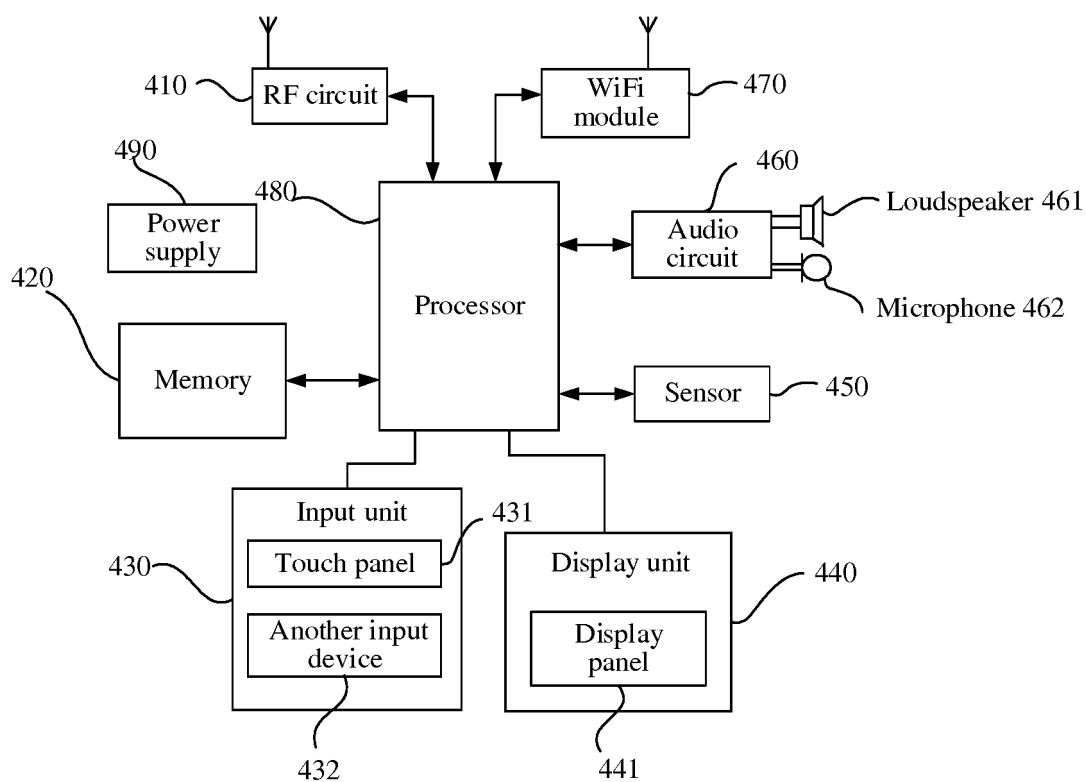 410
RF circuit
WiFi
module
470
490
Power
supply
480
460
Audio
circuit
Loudspeaker 461
Microphone 462
420
Memory
Processor
Sensor
450
Input unit
431
430
Touch panel
Another input
device
432
Display unit
440
Display
panel
441